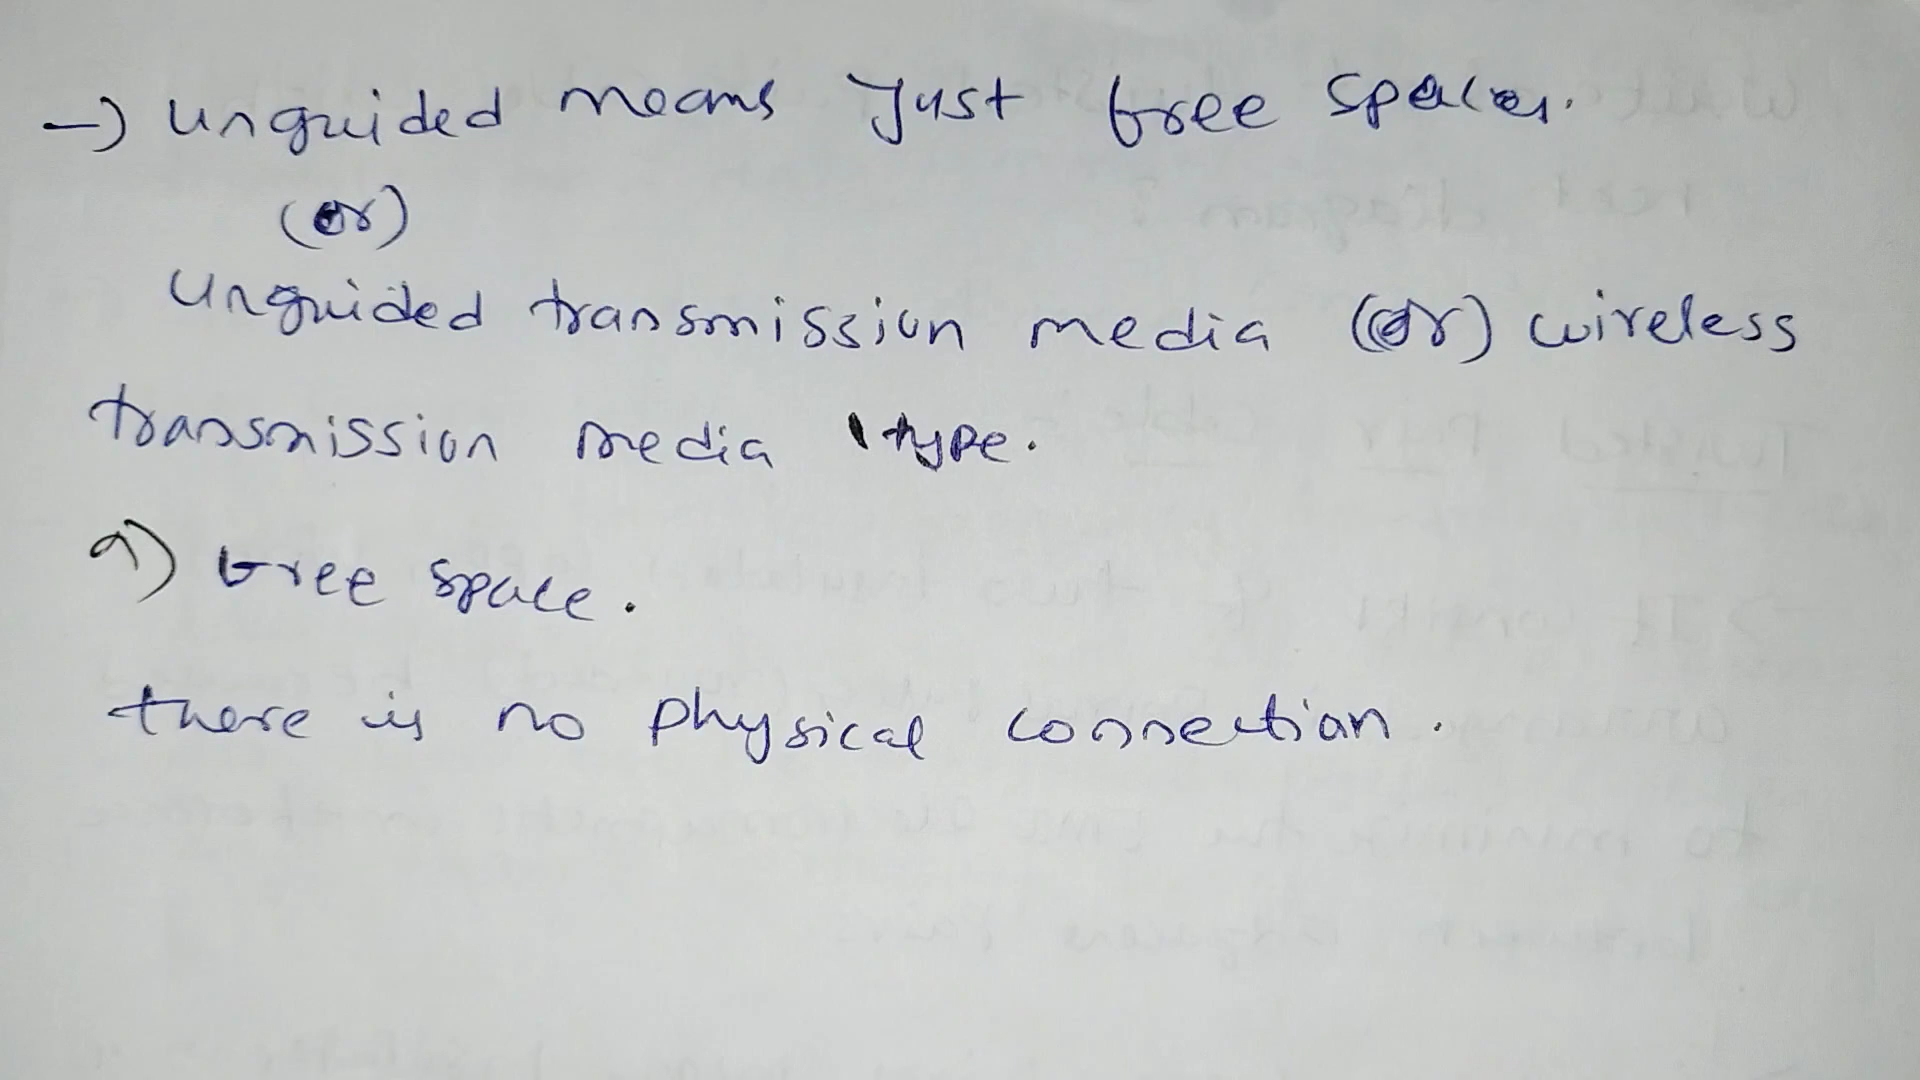 → unguided means Just free spaces.
(or)
Unguided transmission media (or) wireless
transmission media type.
a) free space.
there is no physical connection.